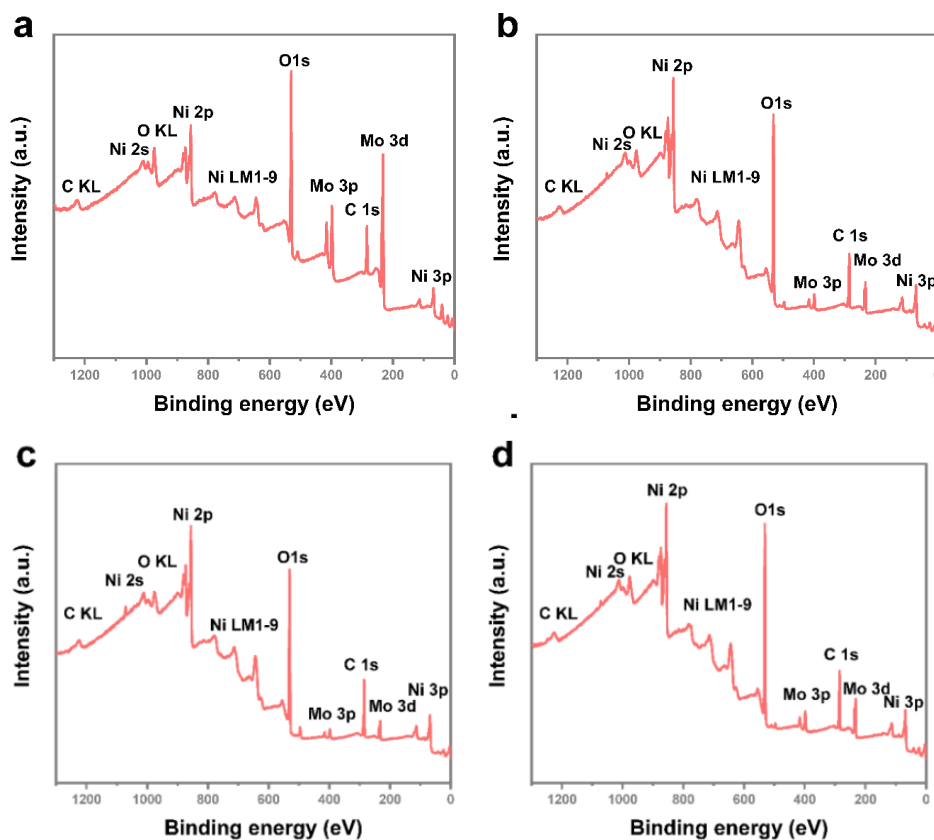 a
O1s
Ni 2p
O KL
Mo 3d
Ni 2s
Mo 3p
Ni LM1-9
C KL
C 1s
Ni 3p
Intensity (a.u.)
1200 1000 800 600 400 200 0
Binding energy (eV)
b
Ni 2p
O1s
O KL
Ni 2s
Ni LM1-9
C KL
C 1s
Mo 3d
Mo 3p
Ni 3p
Intensity (a.u.)
1200 1000 800 600 400 200 0
Binding energy (eV)
c
Ni 2p
O1s
O KL
Ni 2s
C KL
Ni LM1-9
C 1s
Ni 3p
Mo 3p
Mo 3d
Intensity (a.u.)
1200 1000 800 600 400 200 0
Binding energy (eV)
d
Ni 2p
O1s
O KL
Ni 2s
Ni LM1-9
C KL
C 1s
Mo 3d
Mo 3p
Ni 3p
Intensity (a.u.)
1200 1000 800 600 400 200 0
Binding energy (eV)